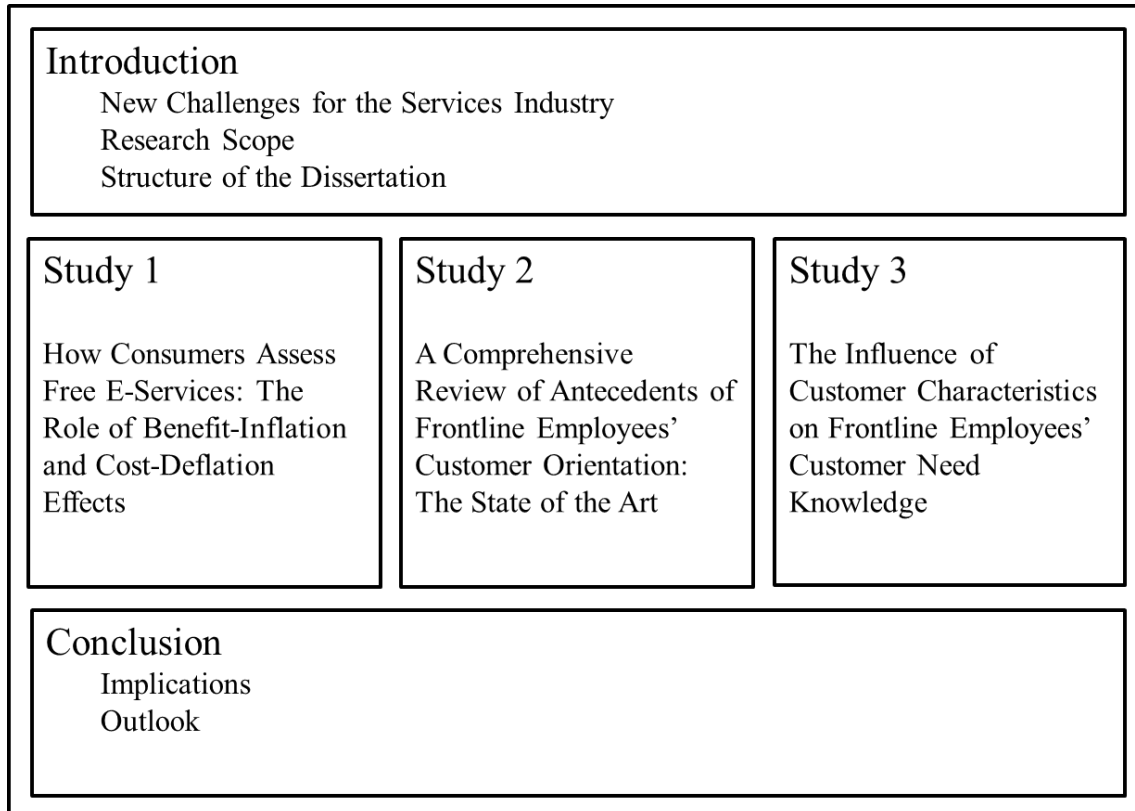 Introduction
New Challenges for the Services Industry
Research Scope
Structure of the Dissertation
Study 1
How Consumers Assess
Free E-Services: The
Role of Benefit-Inflation
and Cost-Deflation
Effects
Study 2
A Comprehensive
Review of Antecedents of
Frontline Employees’
Customer Orientation:
The State of the Art
Study 3
The Influence of
Customer Characteristics
on Frontline Employees’
Customer Need
Knowledge
Conclusion
Implications
Outlook